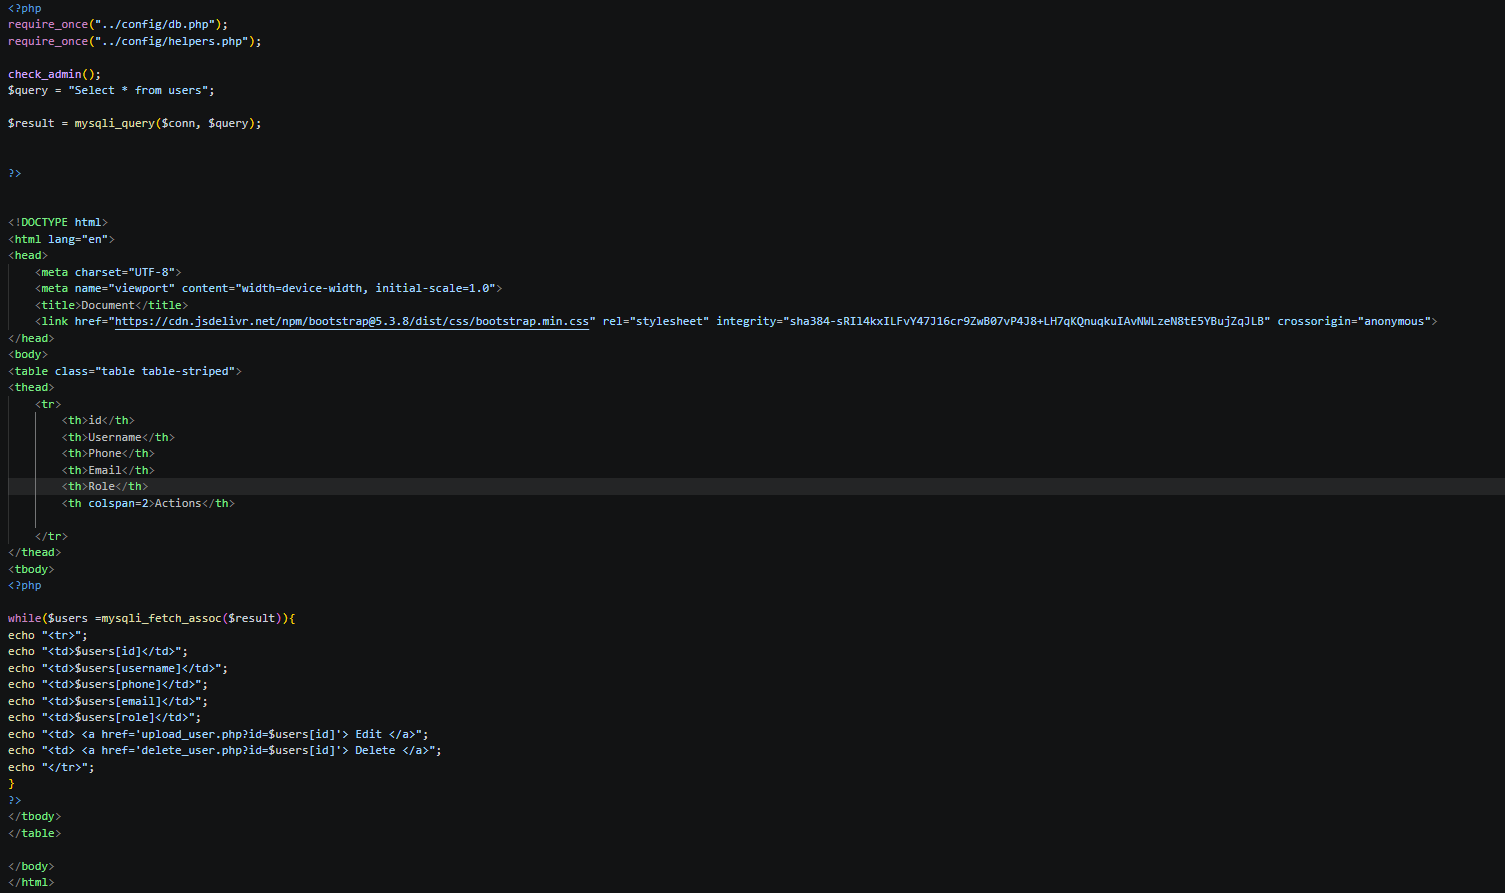 <?php
require_once("../config/db.php");
require_once("../config/helpers.php");
check_admin();
$query = "Select * from users";
$result = mysqli_query($conn, $query);
?>
<!DOCTYPE html>
<html lang="en">
<head>
    <meta charset="UTF-8">
    <meta name="viewport" content="width=device-width, initial-scale=1.0">
    <title>Document</title>
    <link href="https://cdn.jsdelivr.net/npm/bootstrap@5.3.8/dist/css/bootstrap.min.css" rel="stylesheet" integrity="sha384-sRIl4kxILFvY47J16cr9ZwB07vP4J8+LH7qKQnuqkuIAvNWLzeN8tE5YBujZqJLB" crossorigin="anonymous">
</head>
<body>
<table class="table table-striped">
<thead>
    <tr>
        <th>id</th>
        <th>Username</th>
        <th>Phone</th>
        <th>Email</th>
        <th>Role</th>
        <th colspan=2>Actions</th>
    </tr>
</thead>
<tbody>
<?php
while($users =mysqli_fetch_assoc($result)){
echo "<tr>";
echo "<td>$users[id]</td>";
echo "<td>$users[username]</td>";
echo "<td>$users[phone]</td>";
echo "<td>$users[email]</td>";
echo "<td>$users[role]</td>";
echo "<td> <a href='upload_user.php?id=$users[id]'> Edit </a>";
echo "<td> <a href='delete_user.php?id=$users[id]'> Delete </a>";
echo "</tr>";
}
?>
</tbody>
</table>
</body>
</html>